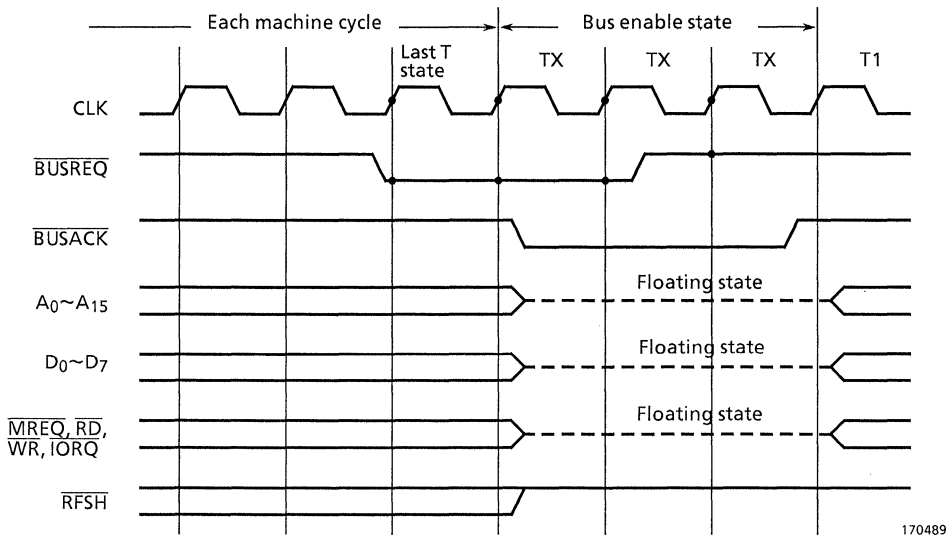 Each machine cycle
Bus enable state
Last T
state
TX
TX
TX
T1
CLK
BUSREQ
BUSACK
A0~A15
Floating state
D0~D7
Floating state
MREQ, RD,
WR, IORQ
Floating state
RFSH
170489